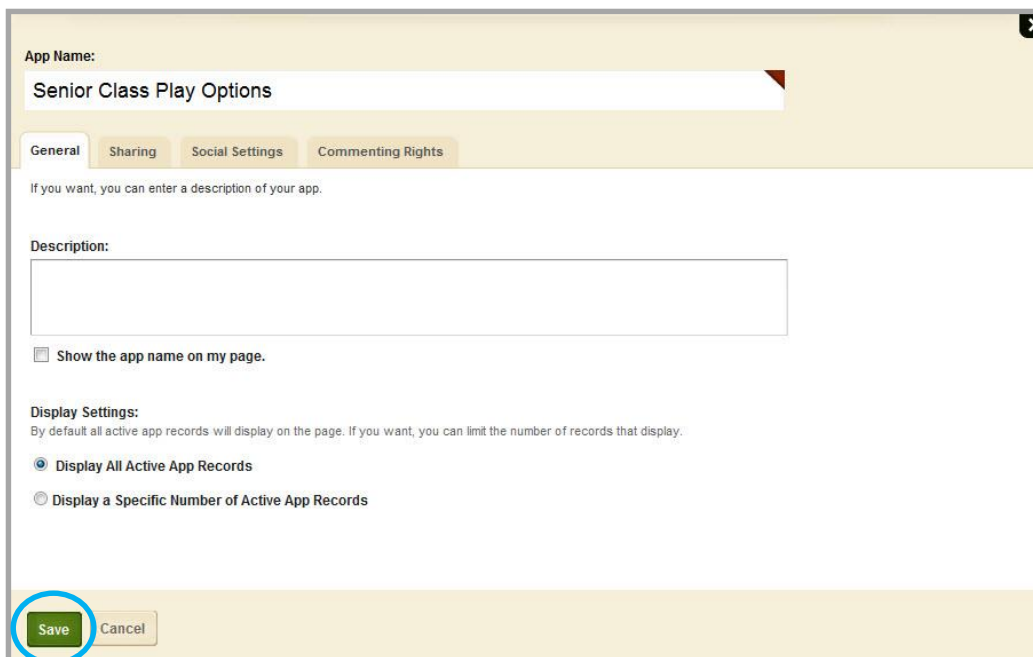 App Name:
Senior Class Play Options
General Sharing Social Settings Commenting Rights
If you want, you can enter a description of your app.
Description:
Show the app name on my page.
Display Settings:
By default all active app records will display on the page. If you want, you can limit the number of records that display.
Display All Active App Records
Display a Specific Number of Active App Records
Save Cancel